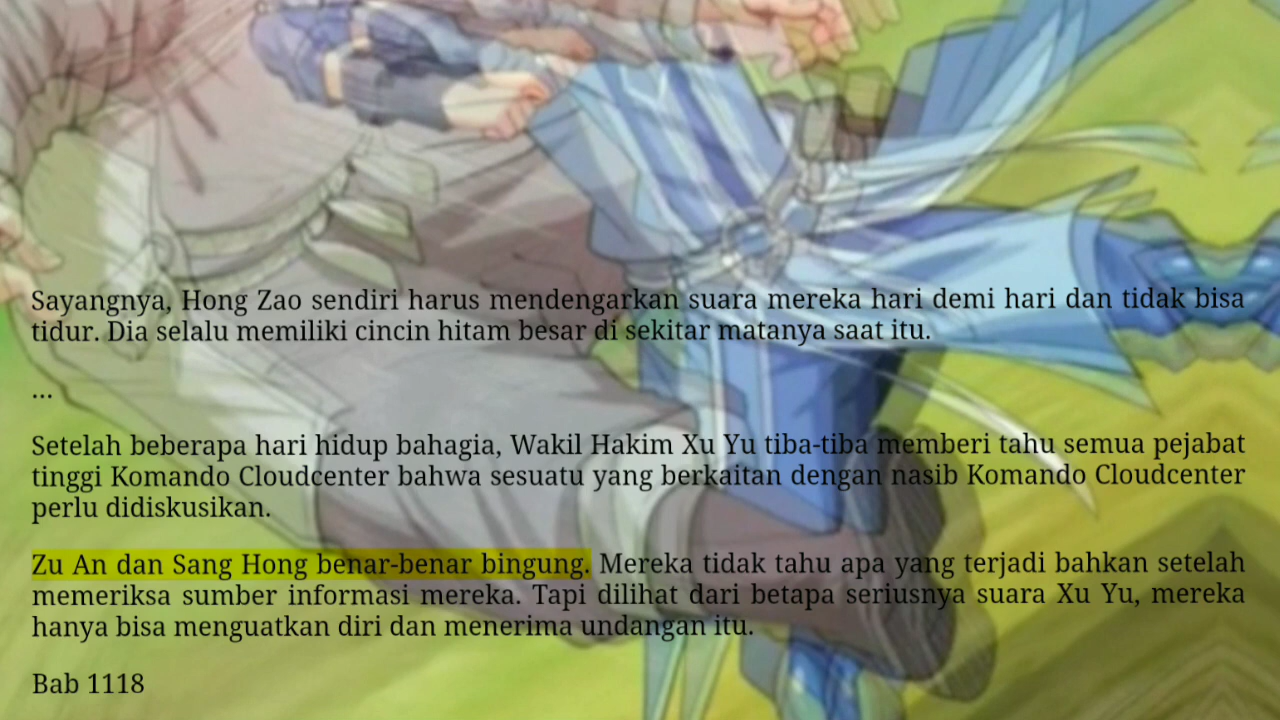 Sayangnya, Hong Zao sendiri harus mendengarkan suara mereka hari demi hari dan tidak bisa
tidur. Dia selalu memiliki cincin hitam besar di sekitar matanya saat itu.
...
Setelah beberapa hari hidup bahagia, Wakil Hakim Xu Yu tiba-tiba memberi tahu semua pejabat
tinggi Komando Cloudcenter bahwa sesuatu yang berkaitan dengan nasib Komando Cloudcenter
perlu didiskusikan.
Zu An dan Sang Hong benar-benar bingung. Mereka tidak tahu apa yang terjadi bahkan setelah
memeriksa sumber informasi mereka. Tapi dilihat dari betapa seriusnya suara Xu Yu, mereka
hanya bisa menguatkan diri dan menerima undangan itu.
Bab 1118